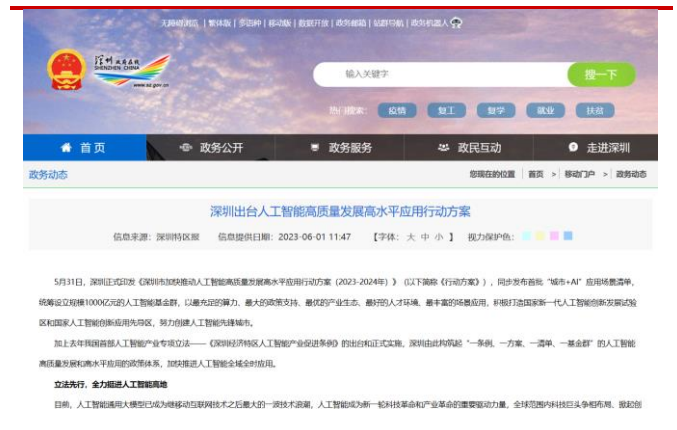 无障碍浏览 | 繁体版 | 多语种 | 移动版 | 数据开放 | 政务邮箱 | 站群导航 | 政务机器人
深圳政府在线
SHENZHEN CHINA
www.sz.gov.cn
输入关键字
搜一下
热门搜索: 疫情 复工 复学 就业 扶贫
首页 政务公开 政务服务 政民互动 走进深圳
政务动态
您现在的位置 首页 > 移动门户 > 政务动态
深圳出台人工智能高质量发展高水平应用行动方案
信息来源: 深圳特区报 信息提供日期: 2023-06-01 11:47 【字体: 大 中 小 】 视力保护色:
5月31日, 深圳正式印发《深圳市加快推动人工智能高质量发展高水平应用行动方案 (2023-2024年) 》 (以下简称《行动方案》) , 同步发布首批 “城市+AI” 应用场景清单,
统筹设立规模1000亿元的人工智能基金群, 以最充足的算力、最大的政策支持、最优的产业生态、最好的人才环境、最丰富的场景应用, 积极打造国家新一代人工智能创新发展试验
区和国家人工智能创新应用先导区, 努力创建人工智能先锋城市。
加上去年我国首部人工智能产业专项立法——《深圳经济特区人工智能产业促进条例》的出台和正式实施, 深圳由此构筑起 “一条例、一方案、一清单、一基金群” 的人工智能
高质量发展和高水平应用的政策体系, 加快推进人工智能全域全时应用。
立法先行, 全力挺进人工智能高地
目前, 人工智能通用大模型已成为继移动互联网技术之后最大的一波技术浪潮, 人工智能成为新一轮科技革命和产业革命的重要驱动力量, 全球范围内科技巨头争相布局、掀起创